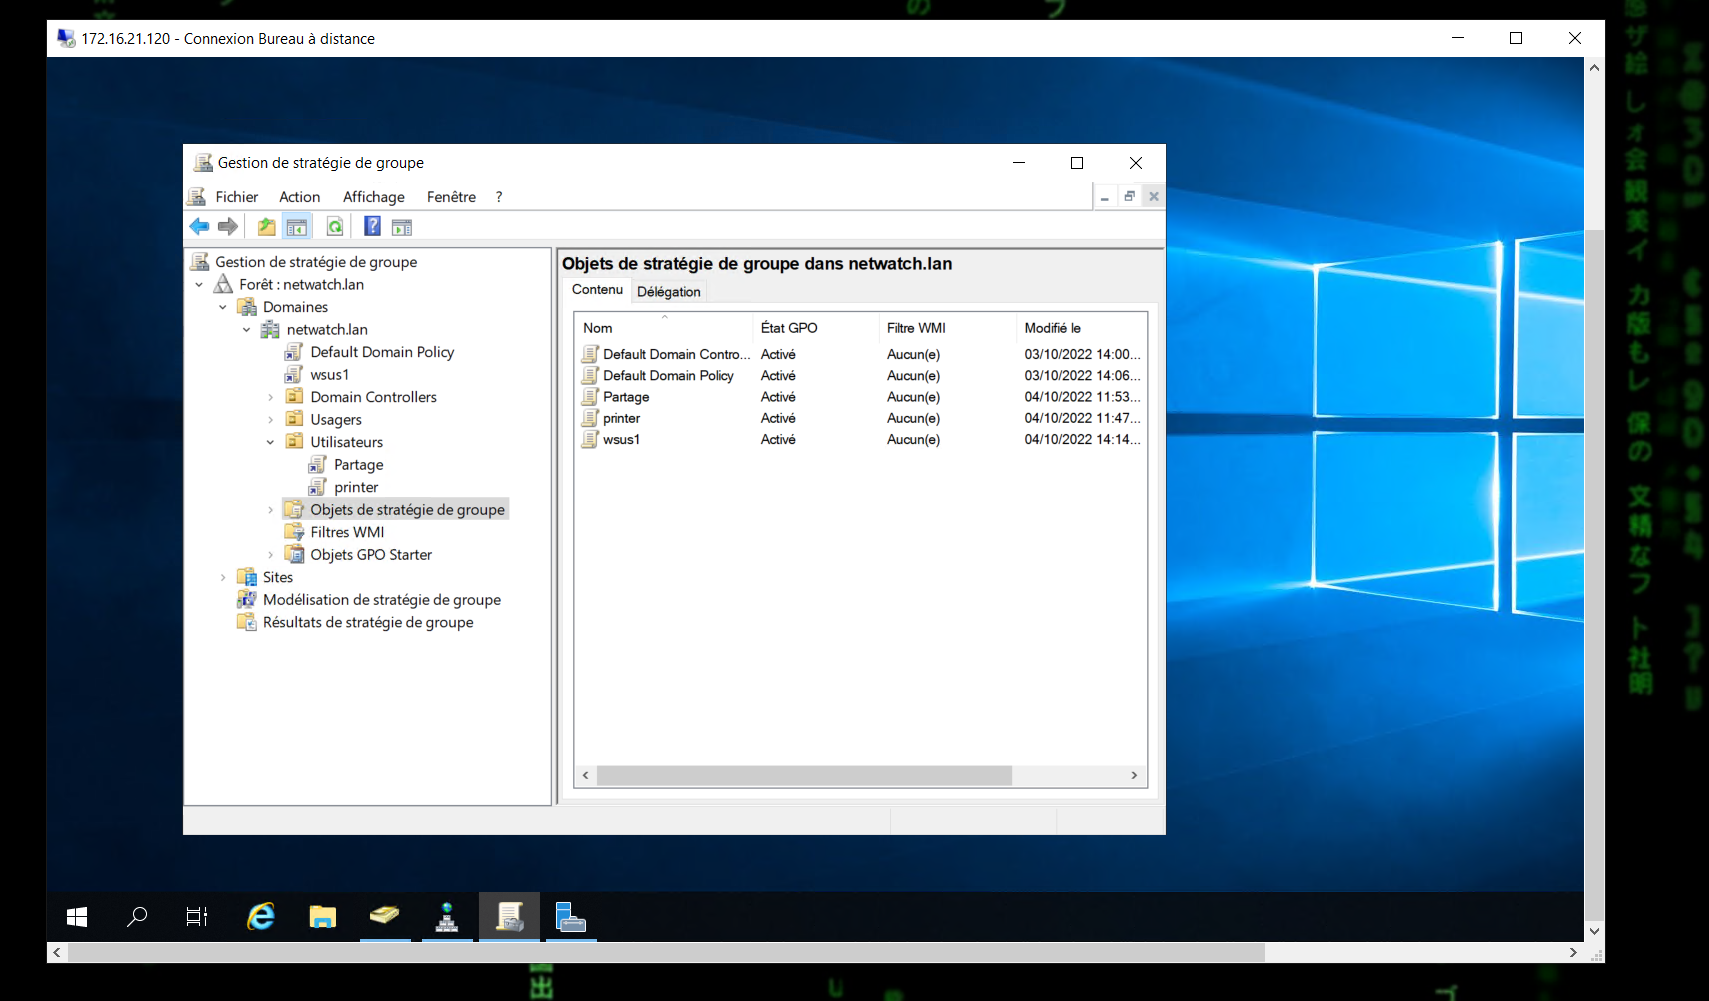 172.16.21.120 - Connexion Bureau à distance
Gestion de stratégie de groupe
Fichier Action Affichage Fenêtre ?
Gestion de stratégie de groupe
Forêt : netwatch.lan
Domaines
netwatch.lan
Default Domain Policy
wsus1
Domain Controllers
Usagers
Utilisateurs
Partage
printer
Objets de stratégie de groupe
Filtres WMI
Objets GPO Starter
Sites
Modélisation de stratégie de groupe
Résultats de stratégie de groupe
Objets de stratégie de groupe dans netwatch.lan
Contenu Délégation
Nom État GPO Filtre WMI Modifié le
Default Domain Contro... Activé Aucun(e) 03/10/2022 14:00...
Default Domain Policy Activé Aucun(e) 03/10/2022 14:06...
Partage Activé Aucun(e) 04/10/2022 11:53...
printer Activé Aucun(e) 04/10/2022 11:47...
wsus1 Activé Aucun(e) 04/10/2022 14:14...